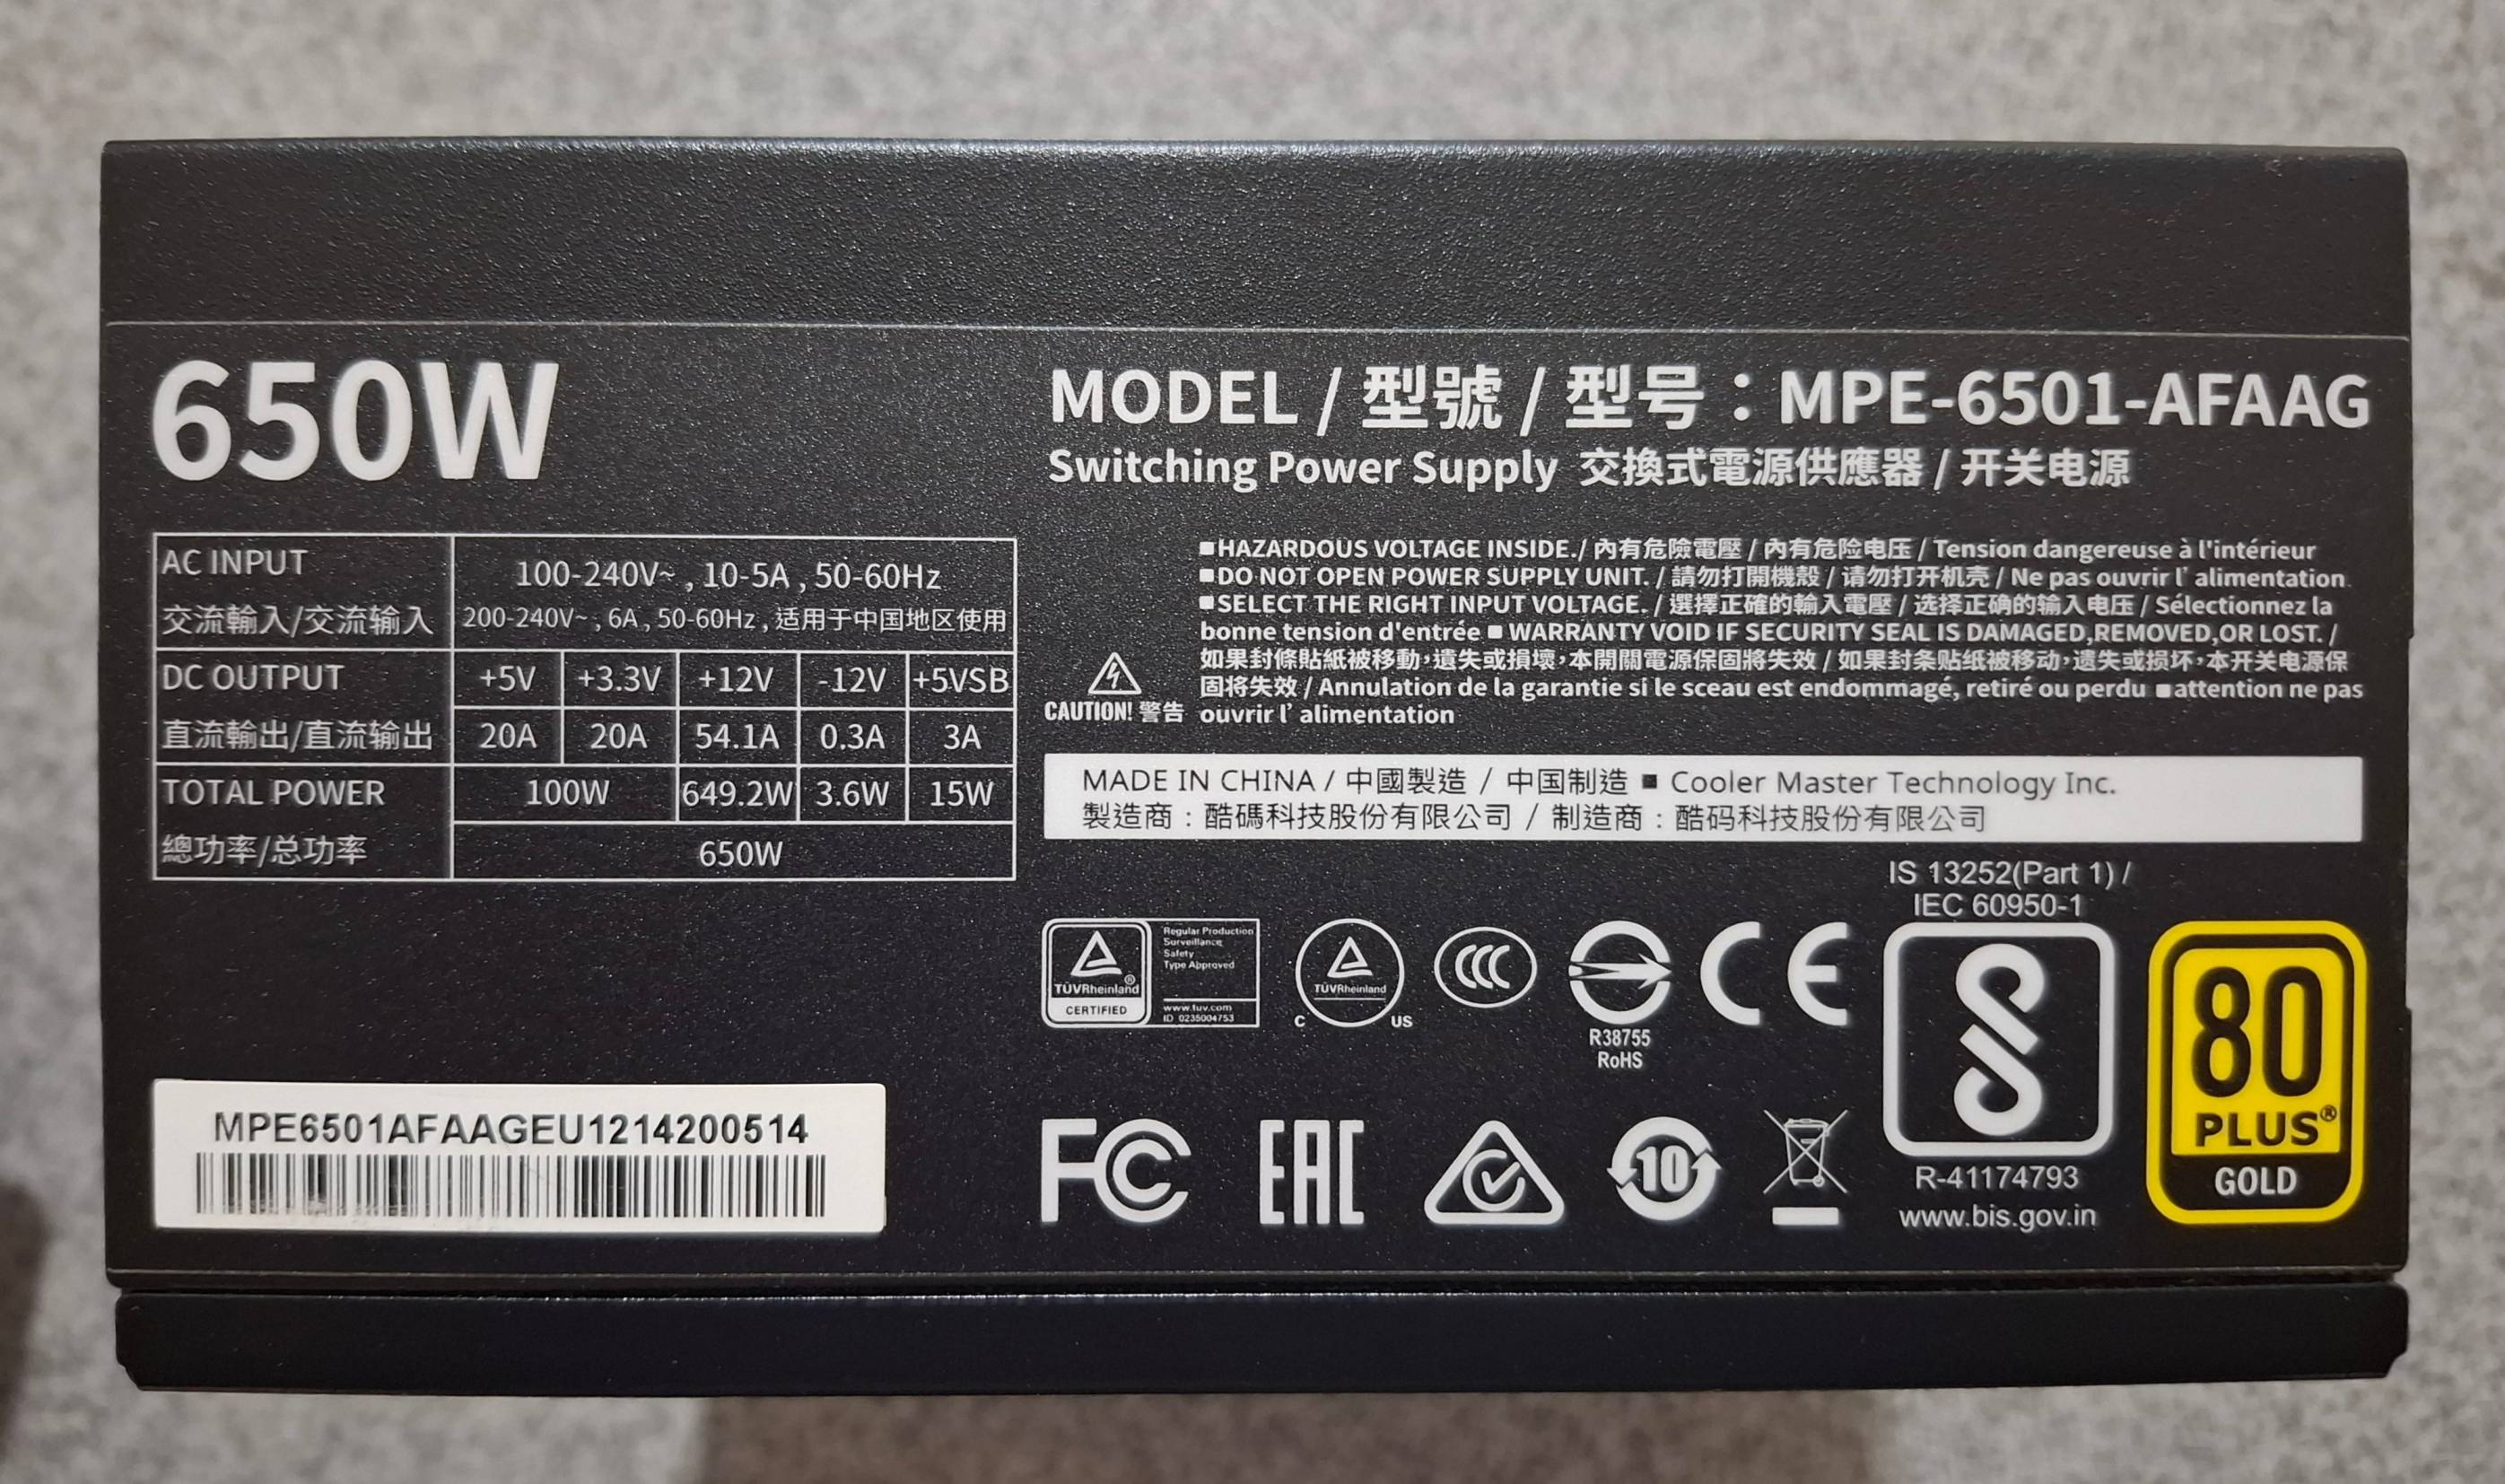 650W
AC INPUT
交流輸入/交流输入
100-240V~ , 10-5A , 50-60Hz
200-240V~ , 6A , 50-60Hz , 适用于中国地区使用
DC OUTPUT
直流輸出/直流输出
+5V +3.3V +12V -12V +5VSB
20A 20A 54.1A 0.3A 3A
TOTAL POWER
總功率/总功率
100W 649.2W 3.6W 15W
650W
MPE6501AFAAGEU1214200514
MODEL / 型號 / 型号：MPE-6501-AFAAG
Switching Power Supply 交換式電源供應器 / 开关电源
■HAZARDOUS VOLTAGE INSIDE./ 內有危險電壓 / 内有危险电压 / Tension dangereuse à l'intérieur
■DO NOT OPEN POWER SUPPLY UNIT. / 請勿打開機殼 / 请勿打开机壳 / Ne pas ouvrir l' alimentation.
■SELECT THE RIGHT INPUT VOLTAGE. / 選擇正確的輸入電壓 / 选择正确的输入电压 / Sélectionnez la
bonne tension d'entrée ■ WARRANTY VOID IF SECURITY SEAL IS DAMAGED,REMOVED,OR LOST. /
如果封條貼紙被移動，遺失或損壞，本開關電源保固將失效 / 如果封条贴纸被移动，遗失或损坏，本开关电源保
固将失效 / Annulation de la garantie si le sceau est endommagé, retiré ou perdu ■attention ne pas
ouvrir l' alimentation
CAUTION! 警告
MADE IN CHINA / 中國製造 / 中国制造 ■ Cooler Master Technology Inc.
製造商：酷碼科技股份有限公司 / 制造商：酷码科技股份有限公司
TÜVRheinland®
CERTIFIED
Regular Production
Surveillance
Safety
Type Approved
www.tuv.com
ID 0235004753
TÜVRheinland
C US
CCC
R38755
RoHS
CE
IS 13252(Part 1) /
IEC 60950-1
R-41174793
www.bis.gov.in
80
PLUS®
GOLD
FC
EAC
10